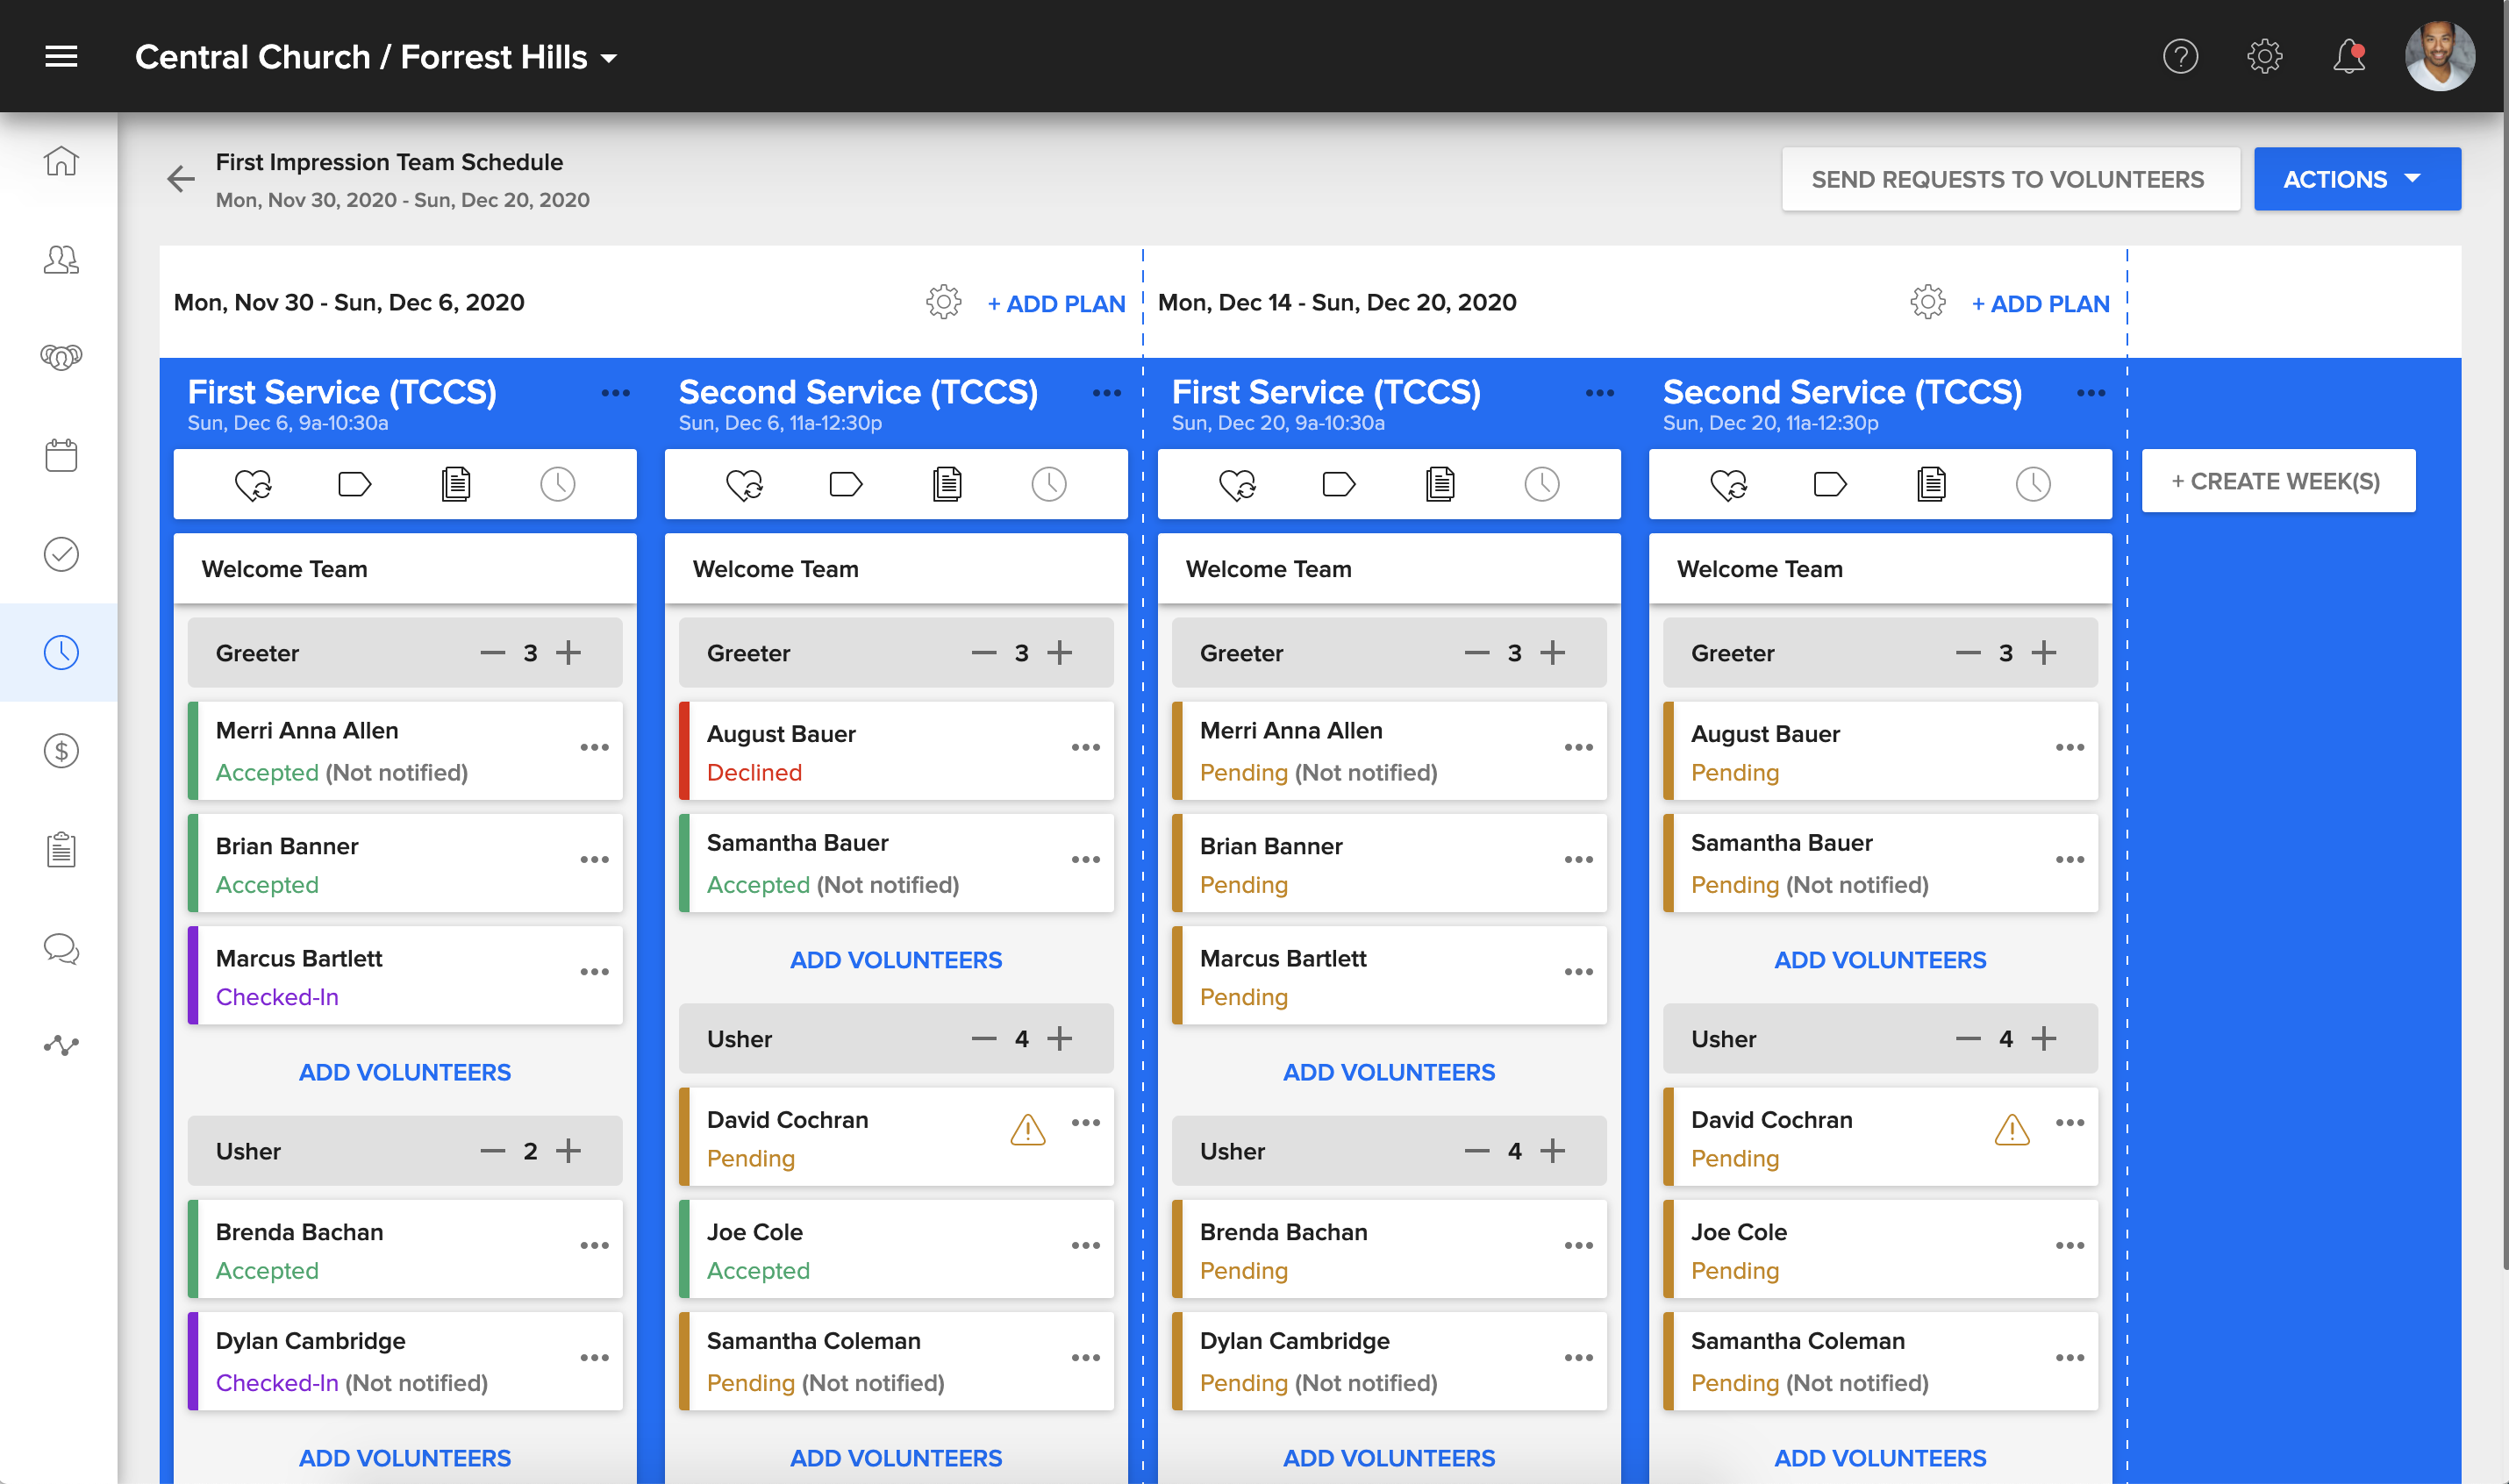 Central Church / Forrest Hills
First Impression Team Schedule
Mon, Nov 30, 2020 - Sun, Dec 20, 2020
SEND REQUESTS TO VOLUNTEERS
ACTIONS
Mon, Nov 30 - Sun, Dec 6, 2020
+ ADD PLAN
Mon, Dec 14 - Sun, Dec 20, 2020
+ ADD PLAN
First Service (TCCS)
Sun, Dec 6, 9a-10:30a
Welcome Team
Greeter
3
Merri Anna Allen
Accepted (Not notified)
Brian Banner
Accepted
Marcus Bartlett
Checked-In
ADD VOLUNTEERS
Usher
2
Brenda Bachan
Accepted
Dylan Cambridge
Checked-In (Not notified)
ADD VOLUNTEERS
Second Service (TCCS)
Sun, Dec 6, 11a-12:30p
Welcome Team
Greeter
3
August Bauer
Declined
Samantha Bauer
Accepted (Not notified)
ADD VOLUNTEERS
Usher
4
David Cochran
Pending
Joe Cole
Accepted
Samantha Coleman
Pending (Not notified)
ADD VOLUNTEERS
First Service (TCCS)
Sun, Dec 20, 9a-10:30a
Welcome Team
Greeter
3
Merri Anna Allen
Pending (Not notified)
Brian Banner
Pending
Marcus Bartlett
Pending
ADD VOLUNTEERS
Usher
4
Brenda Bachan
Pending
Dylan Cambridge
Pending (Not notified)
ADD VOLUNTEERS
Second Service (TCCS)
Sun, Dec 20, 11a-12:30p
Welcome Team
Greeter
3
August Bauer
Pending
Samantha Bauer
Pending (Not notified)
ADD VOLUNTEERS
Usher
4
David Cochran
Pending
Joe Cole
Pending
Samantha Coleman
Pending (Not notified)
ADD VOLUNTEERS
+ CREATE WEEK(S)